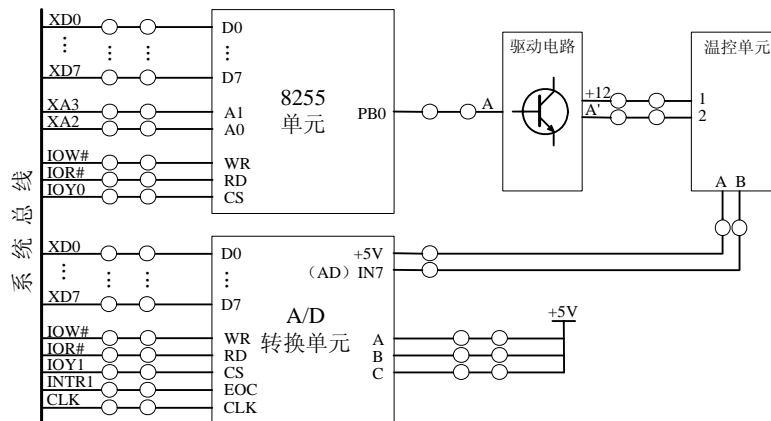 系统总线
XD0
XD7
XA3
XA2
IOW#
IOR#
IOY0
D0
D7
A1
A0
WR
RD
CS
8255
单元
PB0
A
驱动电路
+12
A'
温控单元
1
2
A B
XD0
XD7
IOW#
IOR#
IOY1
INTR1
CLK
D0
D7
WR
RD
CS
EOC
CLK
A/D
转换单元
+5V
（AD）IN7
A
B
C
+5V